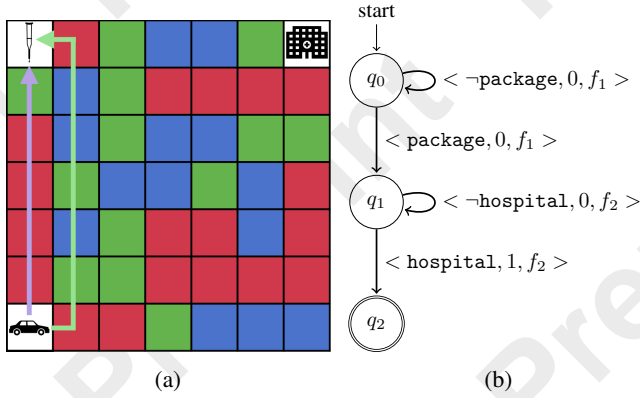 start
q0
< ¬package, 0, f1 >
< package, 0, f1 >
q1
< ¬hospital, 0, f2 >
< hospital, 1, f2 >
q2
(a)
(b)